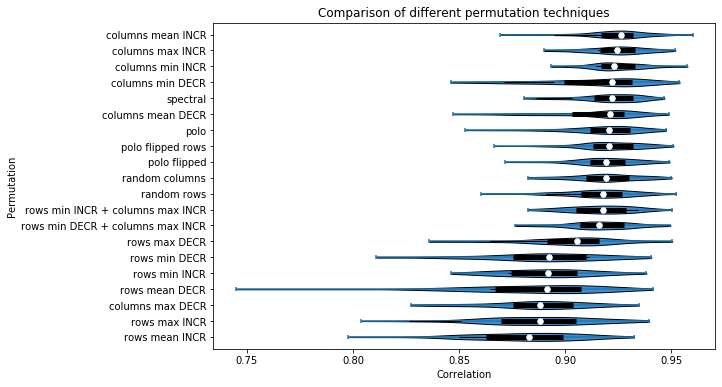 Comparison of different permutation techniques
Permutation
columns mean INCR
columns max INCR
columns min INCR
columns min DECR
spectral
columns mean DECR
polo
polo flipped rows
polo flipped
random columns
random rows
rows min INCR + columns max INCR
rows min DECR + columns max INCR
rows max DECR
rows min DECR
rows min INCR
rows mean DECR
columns max DECR
rows max INCR
rows mean INCR
0.75 0.80 0.85 0.90 0.95
Correlation